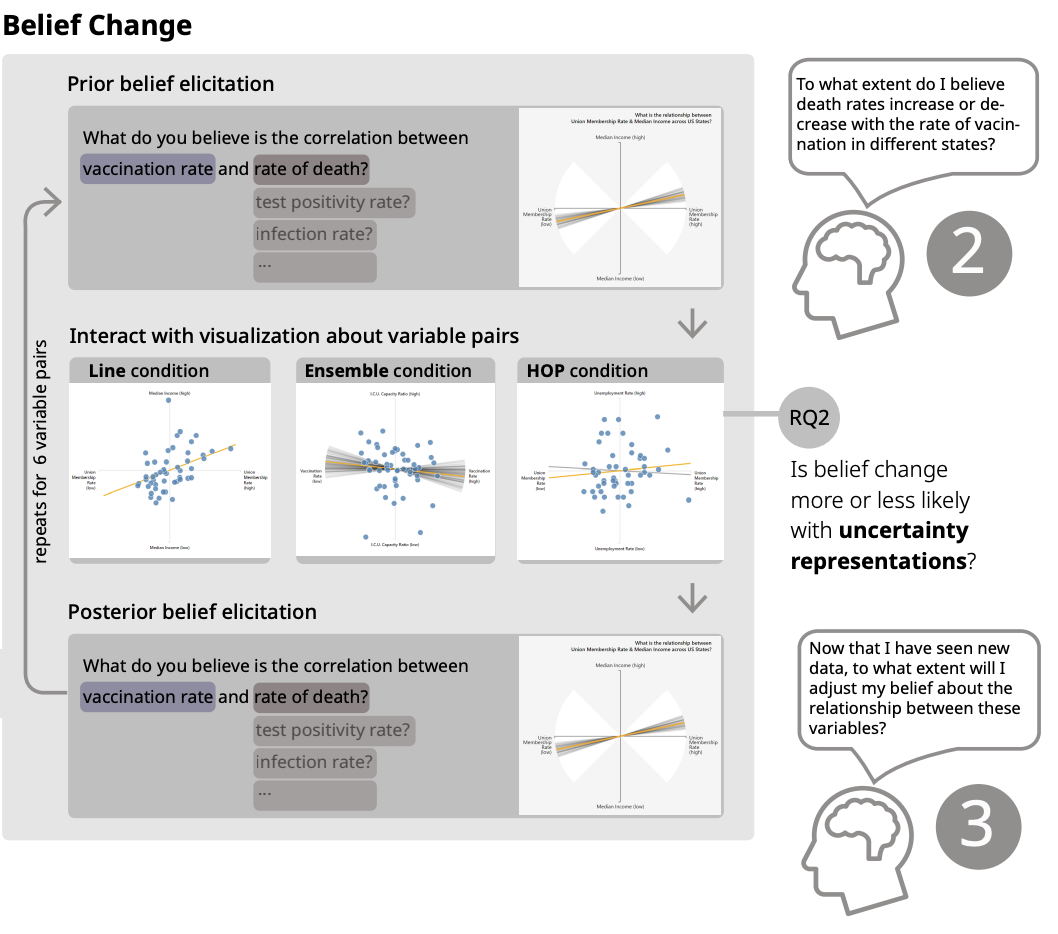 Belief Change
Prior belief elicitation
What do you believe is the correlation between
vaccination rate and rate of death?
test positivity rate?
infection rate?
...
What is the relationship between
Union Membership Rate & Median Income across US States?
Median Income (high)
Union
Membership
Rate
(low)
Union
Membership
Rate
(high)
Median Income (low)
To what extent do I believe
death rates increase or de-
crease with the rate of vacin-
nation in different states?
2
repeats for 6 variable pairs
Interact with visualization about variable pairs
Line condition
Median Income (high)
Union
Membership
Rate
(low)
Union
Membership
Rate
(high)
Median Income (low)
Ensemble condition
I.C.U. Capacity Ratio (high)
Vaccination
Rate
(low)
Vaccination
Rate
(high)
I.C.U. Capacity Ratio (low)
HOP condition
Unemployment Rate (high)
Union
Membership
Rate
(low)
Union
Membership
Rate
(high)
Unemployment Rate (low)
RQ2
Is belief change
more or less likely
with uncertainty
representations?
Posterior belief elicitation
What do you believe is the correlation between
vaccination rate and rate of death?
test positivity rate?
infection rate?
...
What is the relationship between
Union Membership Rate & Median Income across US States?
Median Income (high)
Union
Membership
Rate
(low)
Union
Membership
Rate
(high)
Median Income (low)
Now that I have seen new
data, to what extent will I
adjust my belief about the
relationship between these
variables?
3